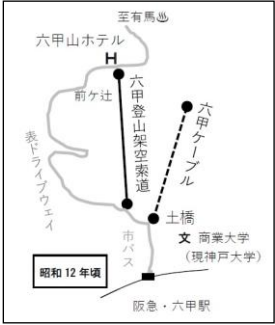 至有馬♨
六甲山ホテル
H
前ケ辻
六甲登山架空索道
六甲ケーブル
表ドライブウェイ
土橋
市バス
文 商業大学
(現神戸大学)
昭和12年頃
阪急・六甲駅